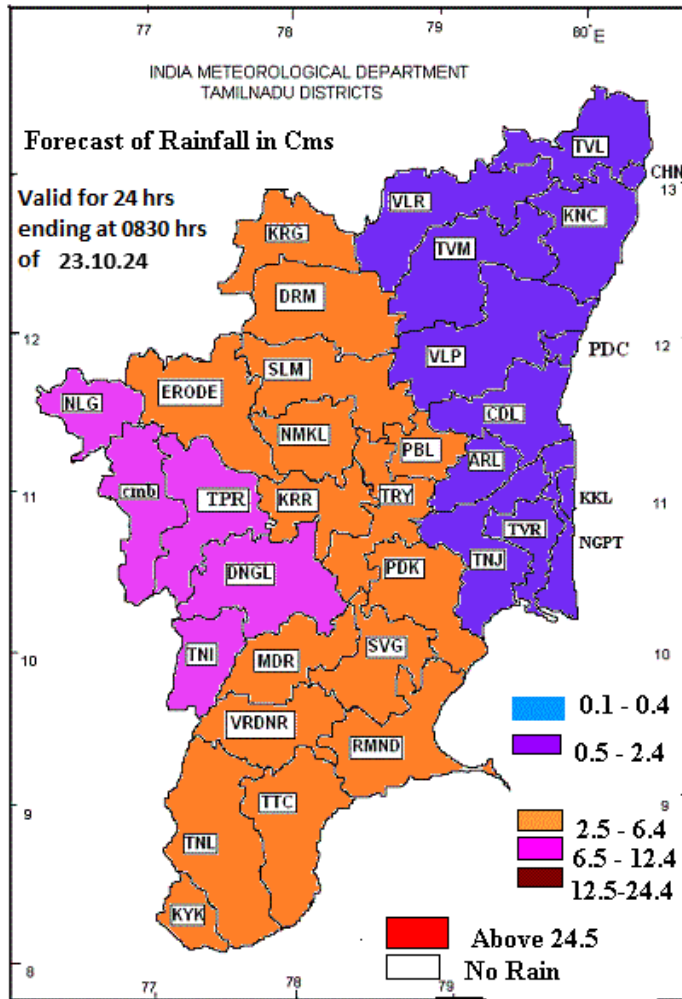 77 78 79 80°E
INDIA METEOROLOGICAL DEPARTMENT
TAMILNADU DISTRICTS
Forecast of Rainfall in Cms
TVL
CHN
13
Valid for 24 hrs
ending at 0830 hrs
of 23.10.24
VLR
KNC
KRG
TVM
DRM
12
VLP
PDC
12
SLM
ERODE
NLG
CDL
NMKL
PBL
ARL
11
cmb
TPR
KRR
TRY
KKL
11
TVR
NGPT
DNGL
PDK
TNJ
10
TNI
MDR
SVG
10
VRDNR
RMND
0.1 - 0.4
0.5 - 2.4
9
TTC
9
TNL
2.5 - 6.4
6.5 - 12.4
12.5-24.4
KYK
Above 24.5
No Rain
8
77 78 79